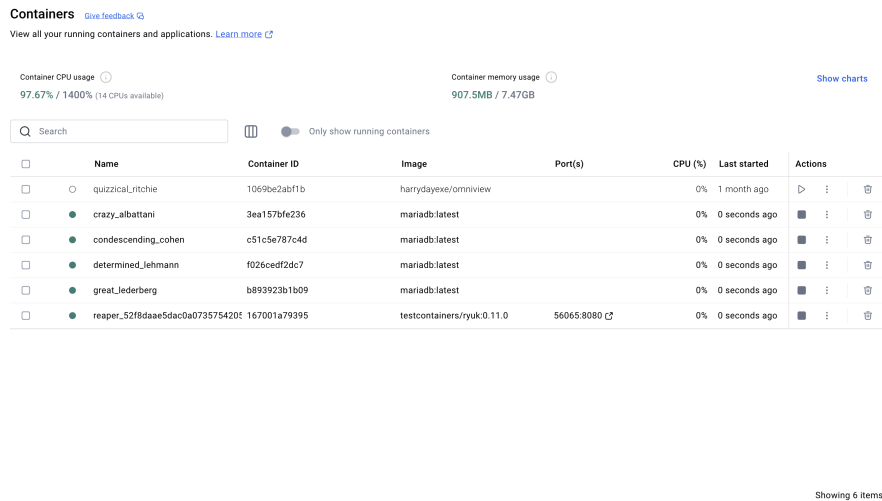 Containers Give feedback
View all your running containers and applications. Learn more
Container CPU usage
97.67% / 1400% (14 CPUs available)
Container memory usage
907.5MB / 7.47GB
Show charts
Search
Only show running containers
Name Container ID Image Port(s) CPU (%) Last started Actions
quizzical_ritchie 1069be2abf1b harrydayexe/omniview 0% 1 month ago
crazy_albattani 3ea157bfe236 mariadb:latest 0% 0 seconds ago
condescending_cohen c51c5e787c4d mariadb:latest 0% 0 seconds ago
determined_lehmann f026cedf2dc7 mariadb:latest 0% 0 seconds ago
great_lederberg b893923b1b09 mariadb:latest 0% 0 seconds ago
reaper_52f8daae5dac0a0735754205 167001a79395 testcontainers/ryuk:0.11.0 56065:8080 0% 0 seconds ago
Showing 6 items